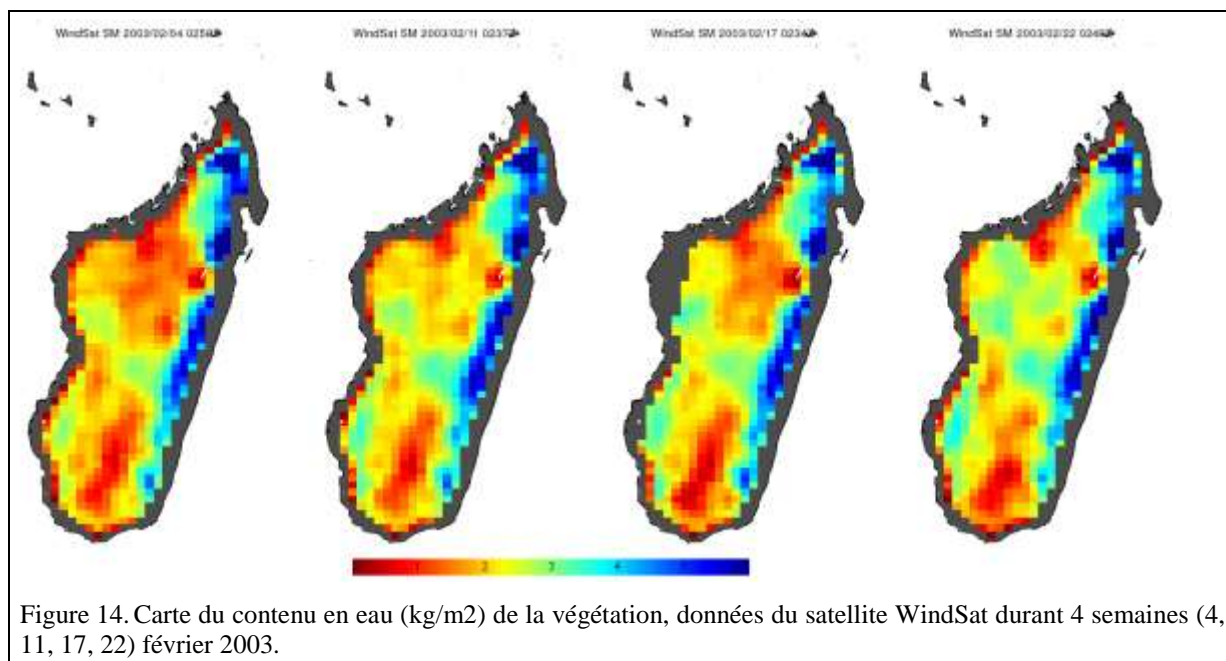 WindSat SM 2003/02/04 WindSat SM 2003/02/11 WindSat SM 2003/02/17 WindSat SM 2003/02/22
1 2 3 4
Figure 14. Carte du contenu en eau (kg/m2) de la végétation, données du satellite WindSat durant 4 semaines (4,
11, 17, 22) février 2003.